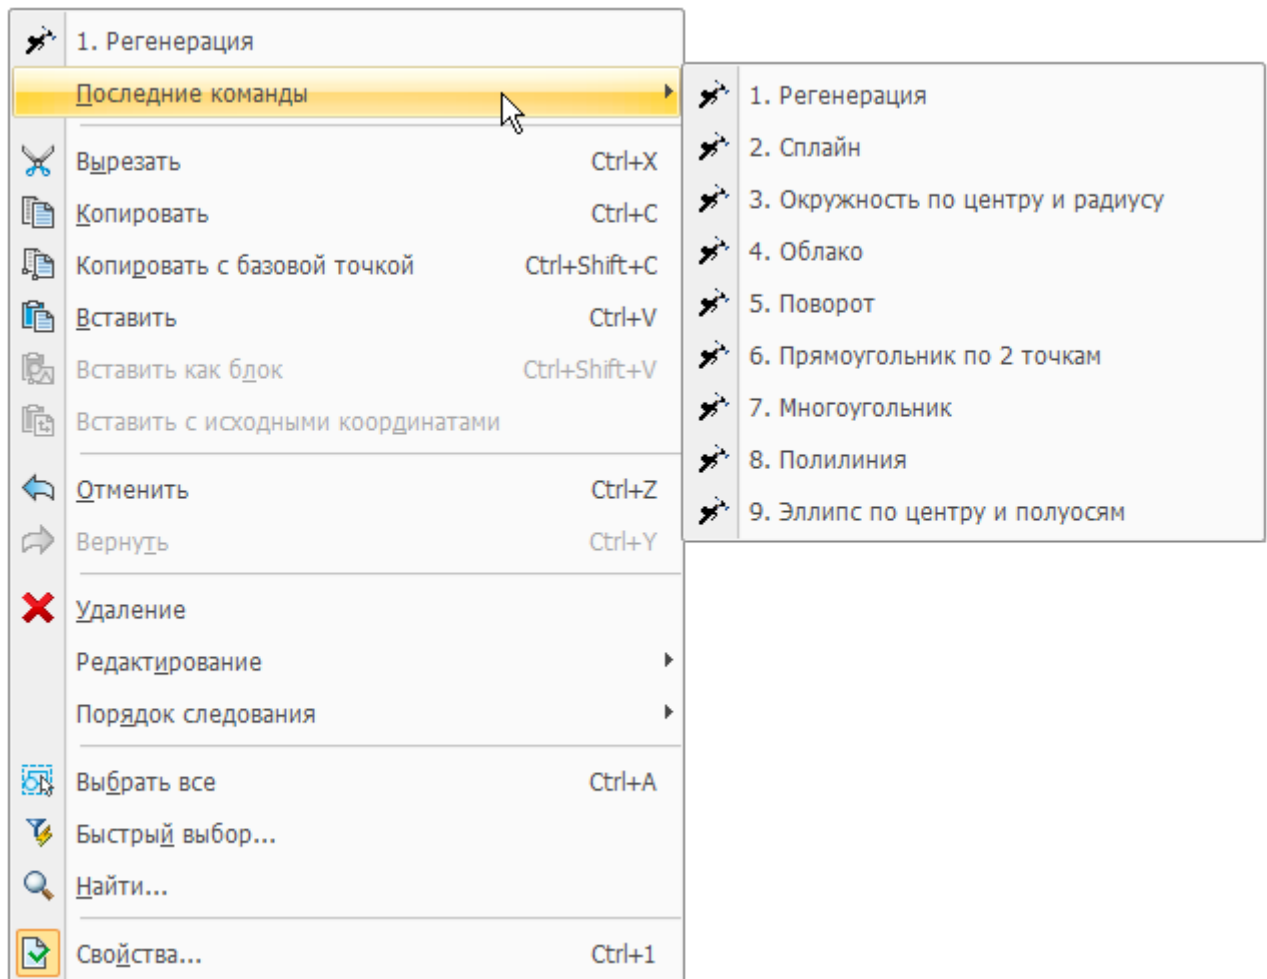 1. Регенерация
Последние команды
Вырезать Ctrl+X
Копировать Ctrl+C
Копировать с базовой точкой Ctrl+Shift+C
Вставить Ctrl+V
Вставить как блок Ctrl+Shift+V
Вставить с исходными координатами
Отменить Ctrl+Z
Вернуть Ctrl+Y
Удаление
Редактирование
Порядок следования
Выбрать все Ctrl+A
Быстрый выбор...
Найти...
Свойства... Ctrl+1
1. Регенерация
2. Сплайн
3. Окружность по центру и радиусу
4. Облако
5. Поворот
6. Прямоугольник по 2 точкам
7. Многоугольник
8. Полилиния
9. Эллипс по центру и полуосям